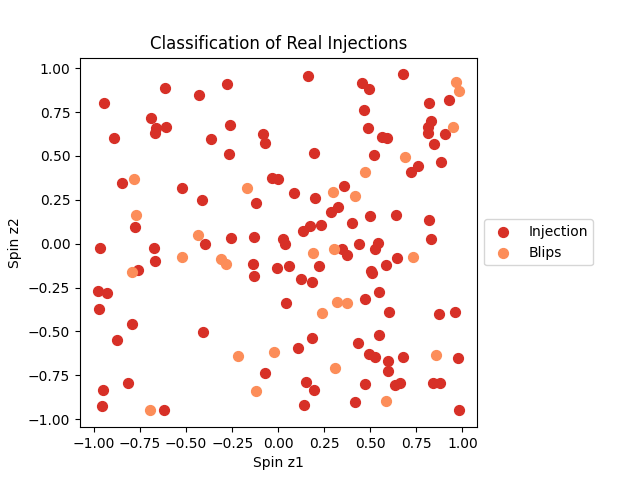 Classification of Real Injections
1.00
0.75
0.50
0.25
0.00
−0.25
−0.50
−0.75
−1.00
Spin z2
−1.00 −0.75 −0.50 −0.25 0.00 0.25 0.50 0.75 1.00
Spin z1
Injection
Blips